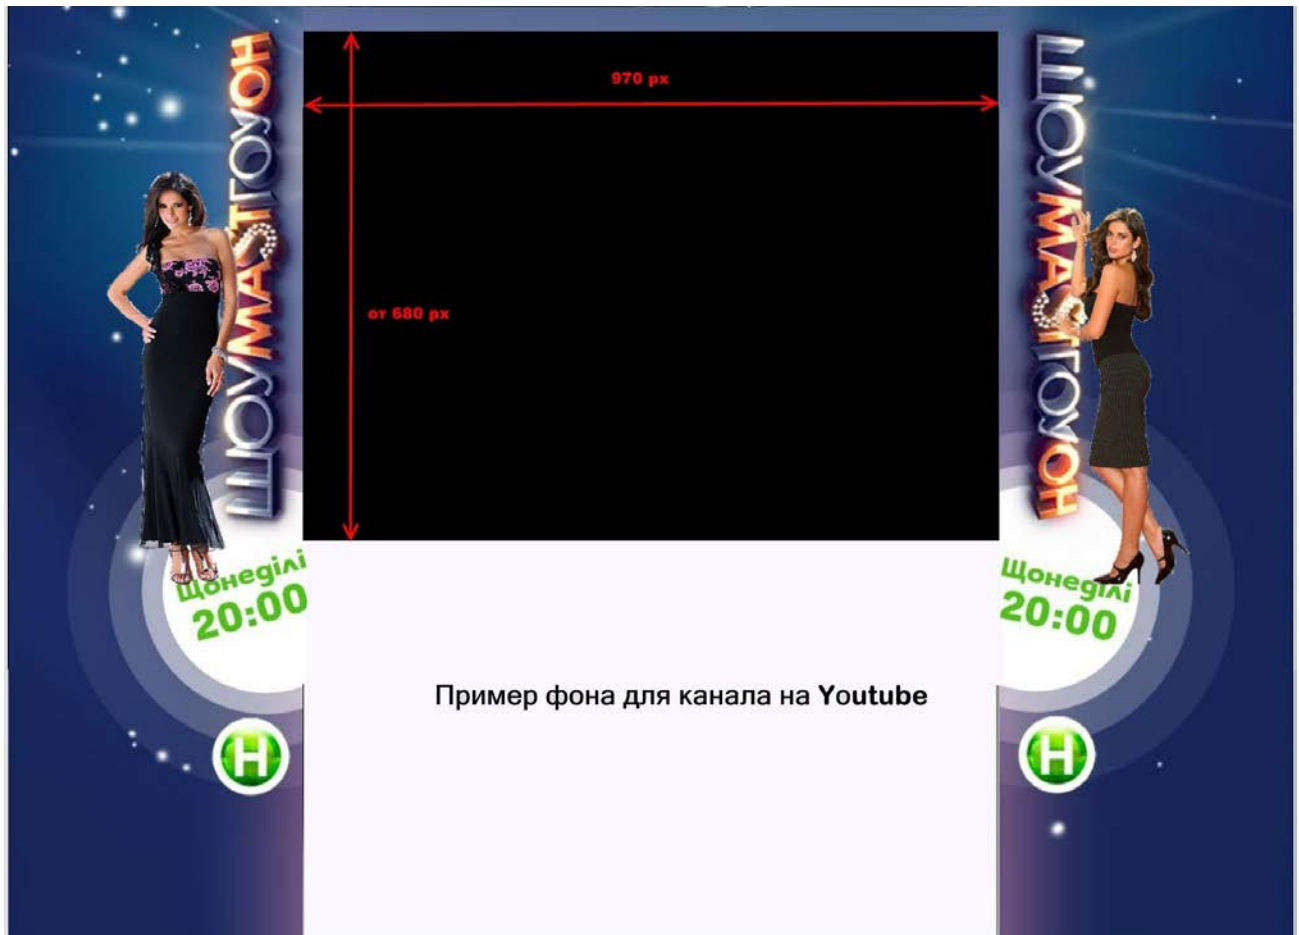 ШОУМАSТГОУОН
970 px
от 680 px
ШОУМАSТГОУОН
Щонеділі
20:00
Щонеділі
20:00
Пример фона для канала на Youtube
Н
Н